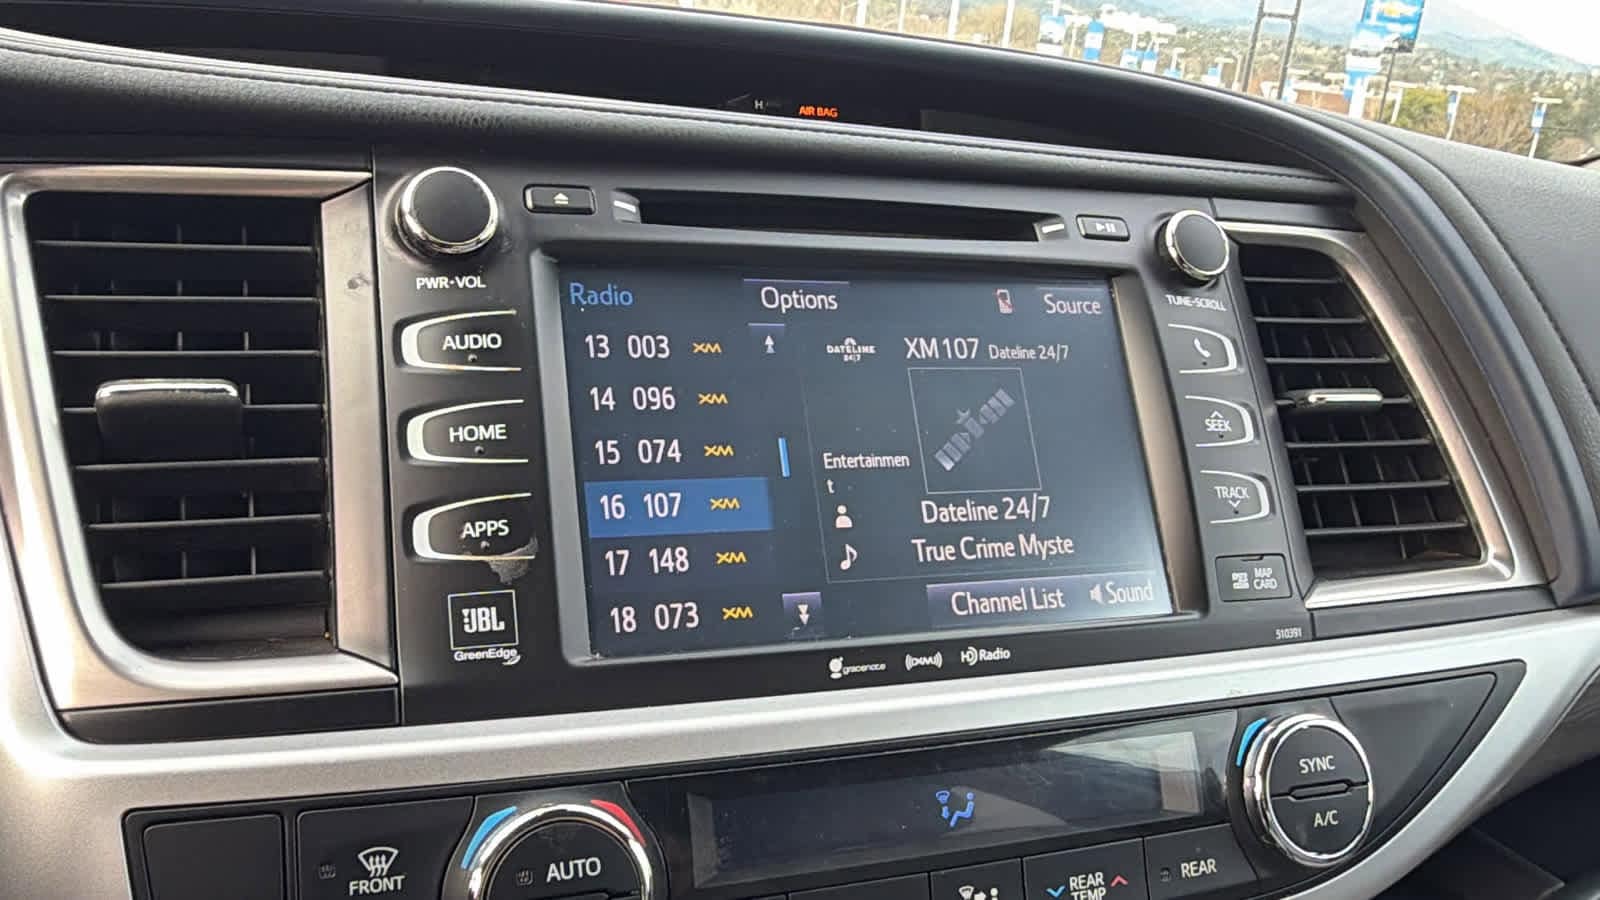 AIR BAG
PWR·VOL
AUDIO
HOME
APPS
JBL
GreenEdge
Radio
Options
Source
13 003 XM
14 096 XM
15 074 XM
16 107 XM
17 148 XM
18 073 XM
DATELINE
24/7
XM107 Dateline 24/7
Entertainmen
t
Dateline 24/7
True Crime Myste
Channel List
Sound
TUNE·SCROLL
SEEK
TRACK
MAP
CARD
510391
gracenote
HD Radio
FRONT
AUTO
SYNC
A/C
REAR
TEMP
REAR